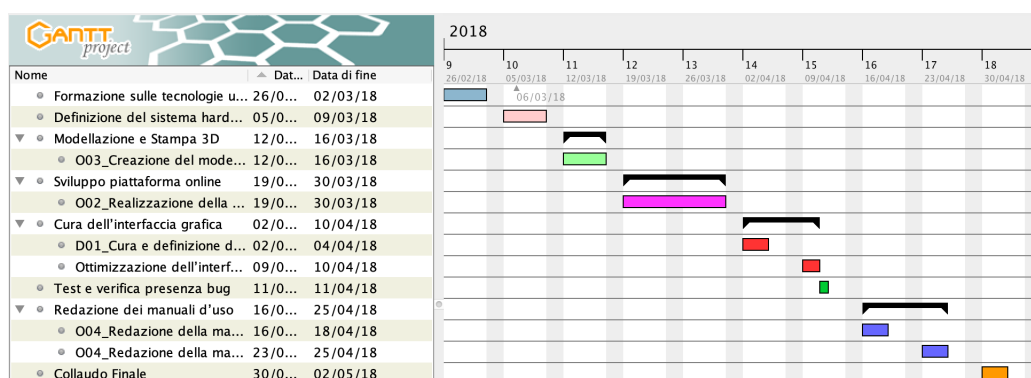 GANTT
project
2018
9 10 11 12 13 14 15 16 17 18
26/02/18 05/03/18 12/03/18 19/03/18 26/03/18 02/04/18 09/04/18 16/04/18 23/04/18 30/04/18
Nome Dat... Data di fine
06/03/18
Formazione sulle tecnologie u... 26/0... 02/03/18
Definizione del sistema hard... 05/0... 09/03/18
Modellazione e Stampa 3D 12/0... 16/03/18
O03_Creazione del mode... 12/0... 16/03/18
Sviluppo piattaforma online 19/0... 30/03/18
O02_Realizzazione della ... 19/0... 30/03/18
Cura dell'interfaccia grafica 02/0... 10/04/18
D01_Cura e definizione d... 02/0... 04/04/18
Ottimizzazione dell'interf... 09/0... 10/04/18
Test e verifica presenza bug 11/0... 11/04/18
Redazione dei manuali d'uso 16/0... 25/04/18
O04_Redazione della ma... 16/0... 18/04/18
O04_Redazione della ma... 23/0... 25/04/18
Collaudo Finale 30/0... 02/05/18